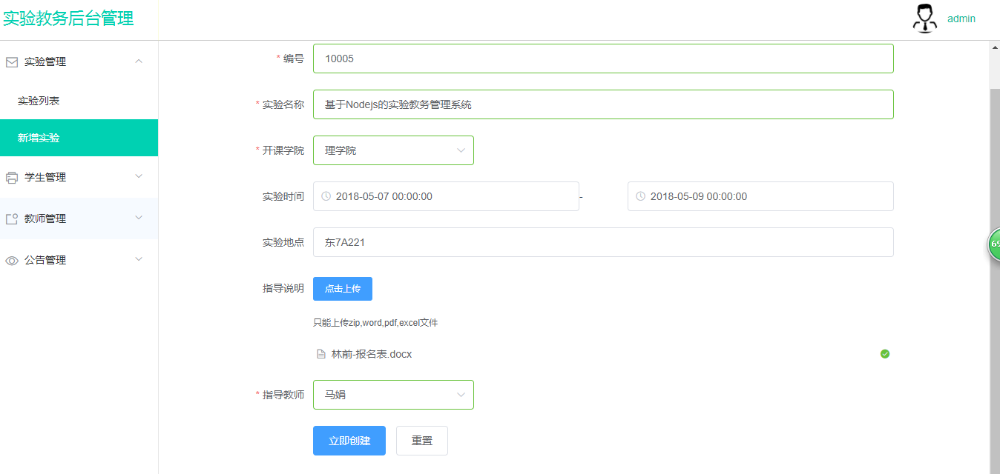 实验教务后台管理
admin
实验管理
实验列表
新增实验
学生管理
教师管理
公告管理
* 编号 10005
* 实验名称 基于Nodejs的实验教务管理系统
* 开课学院 理学院
实验时间 2018-05-07 00:00:00 - 2018-05-09 00:00:00
实验地点 东7A221
指导说明 点击上传
只能上传zip,word,pdf,excel文件
林前-报名表.docx
* 指导教师 马娟
立即创建 重置
69